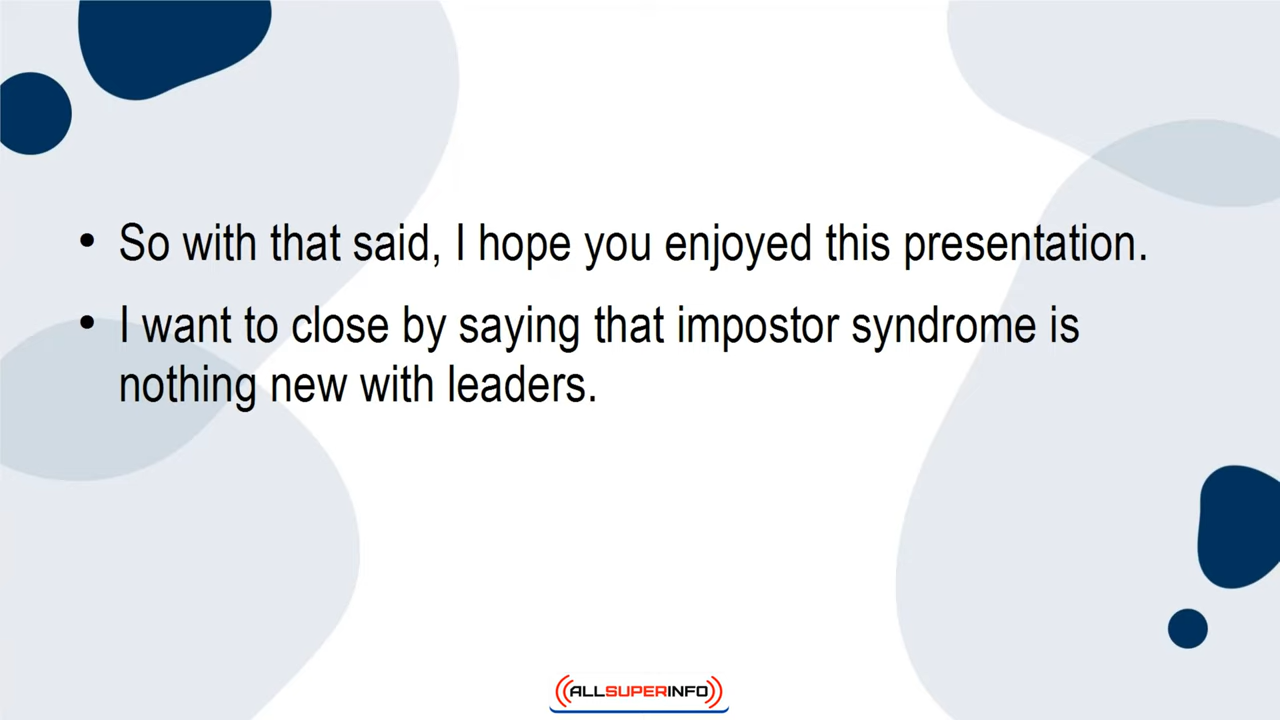 • So with that said, I hope you enjoyed this presentation.
• I want to close by saying that impostor syndrome is
nothing new with leaders.
ALLSUPERINFO